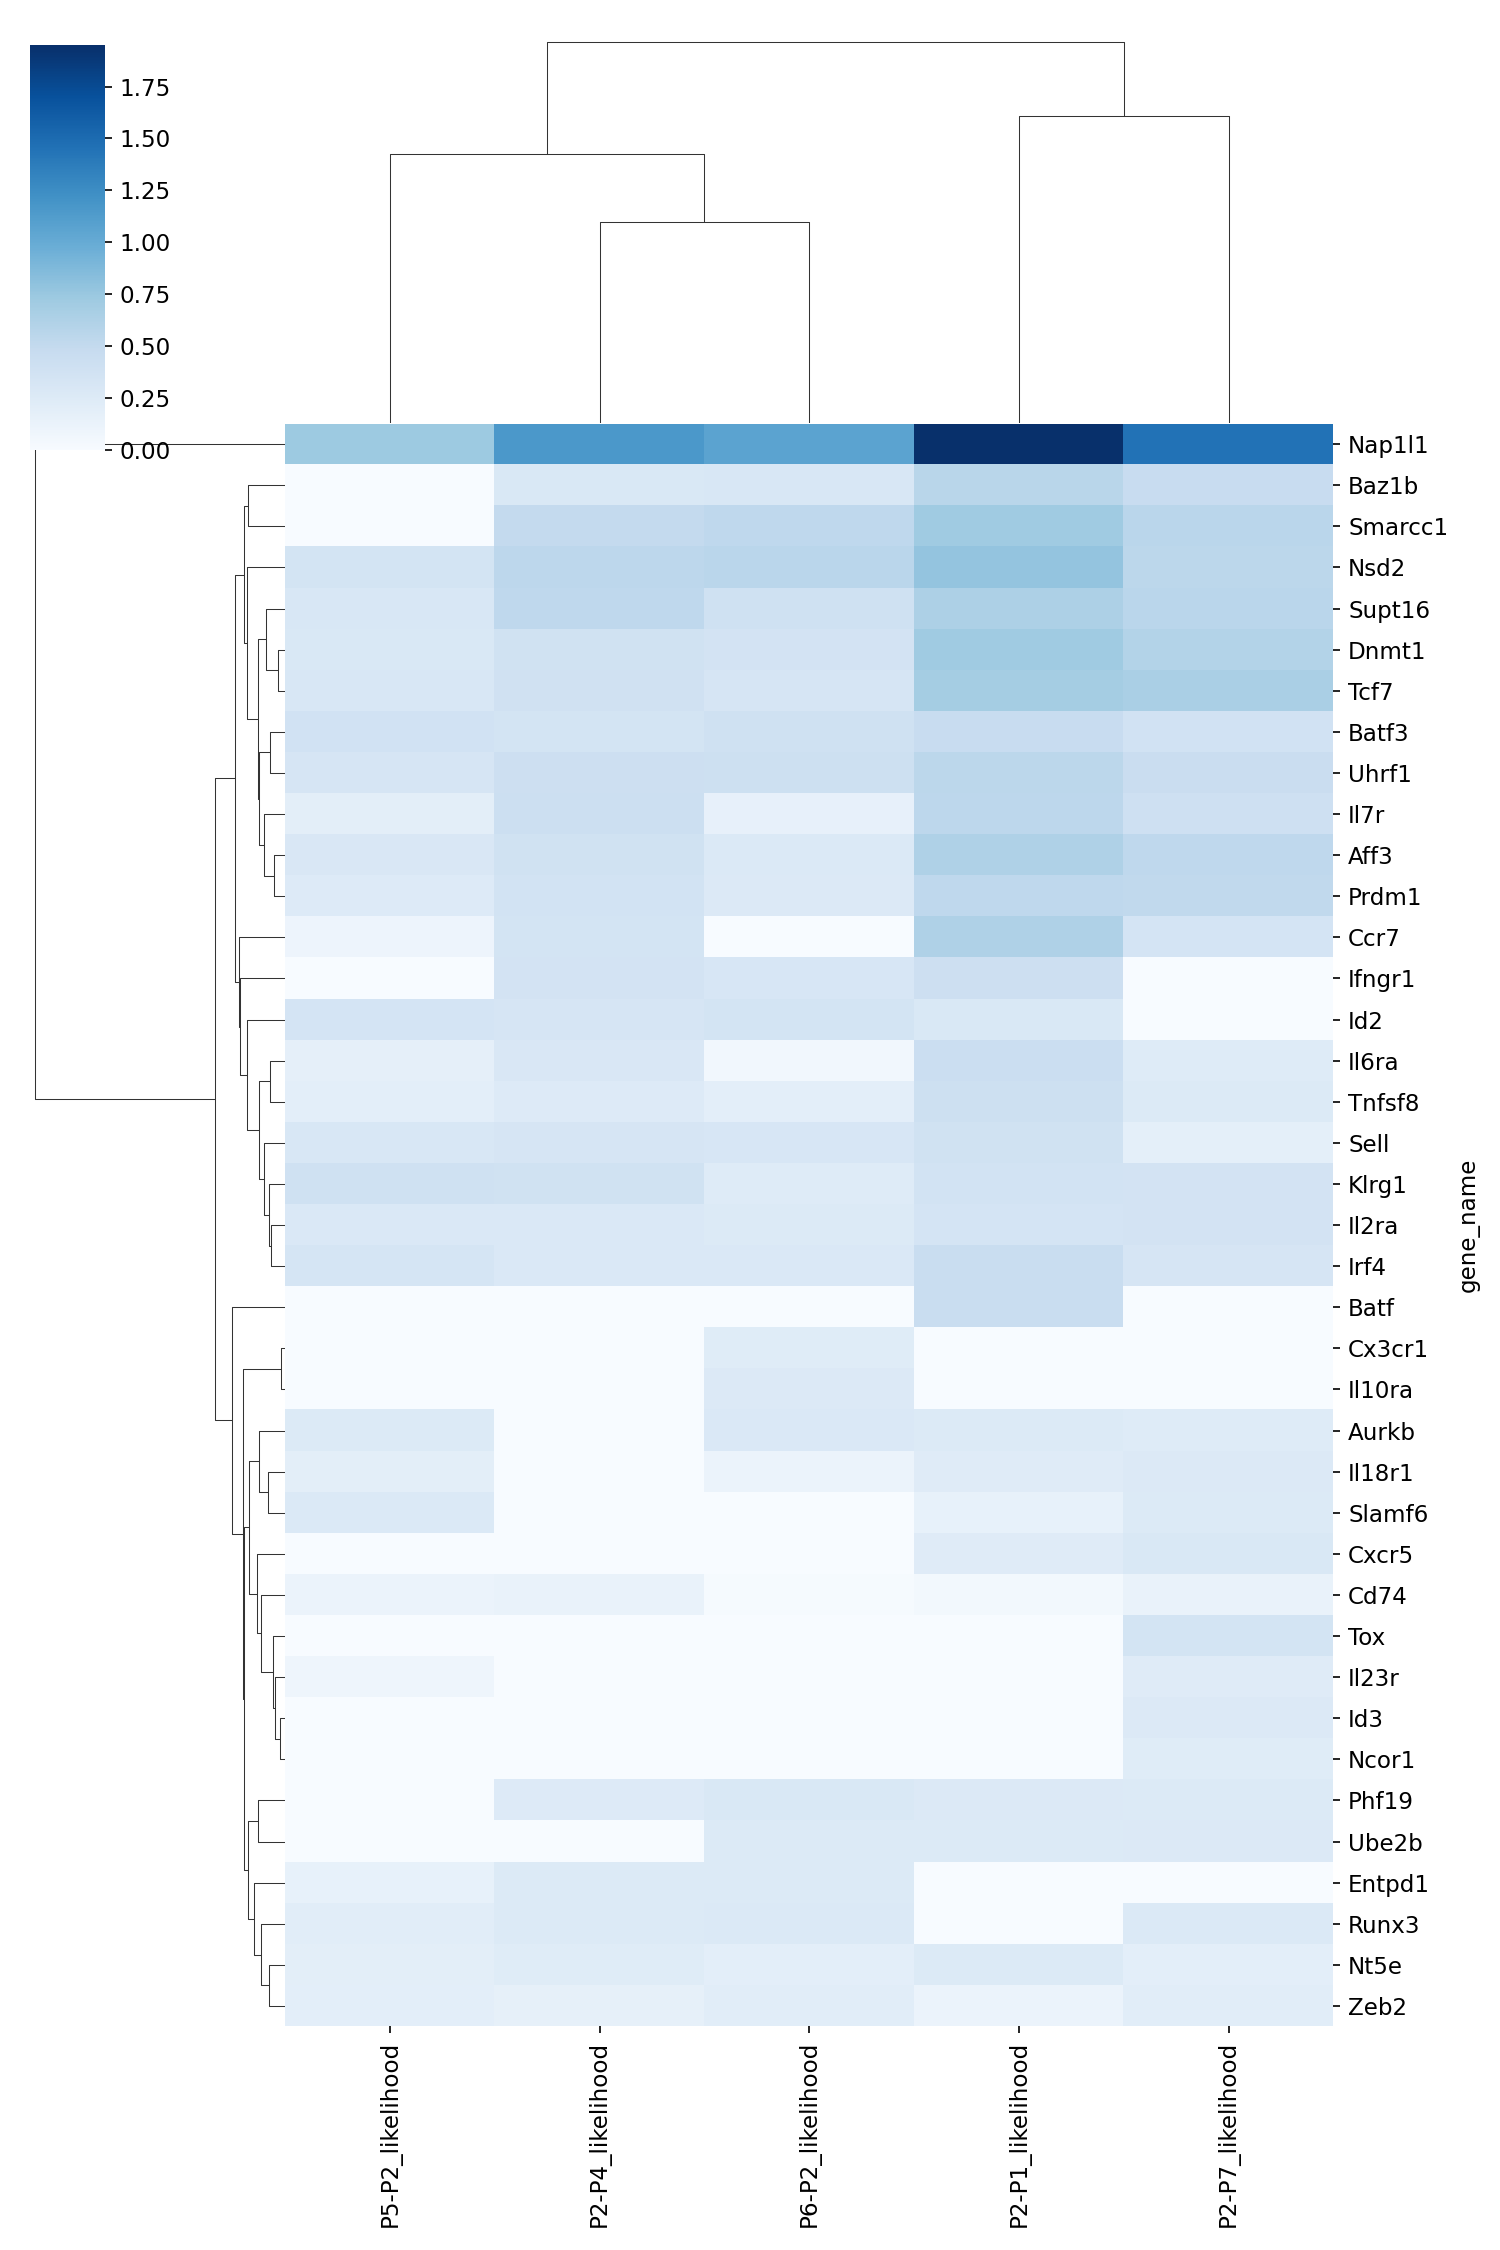 1.75
1.50
1.25
1.00
0.75
0.50
0.25
0.00
Nap1l1
Baz1b
Smarcc1
Nsd2
Supt16
Dnmt1
Tcf7
Batf3
Uhrf1
Il7r
Aff3
Prdm1
Ccr7
Ifngr1
Id2
Il6ra
Tnfsf8
Sell
Klrg1
Il2ra
Irf4
Batf
Cx3cr1
Il10ra
Aurkb
Il18r1
Slamf6
Cxcr5
Cd74
Tox
Il23r
Id3
Ncor1
Phf19
Ube2b
Entpd1
Runx3
Nt5e
Zeb2
gene_name
P5-P2_likelihood
P2-P4_likelihood
P6-P2_likelihood
P2-P1_likelihood
P2-P7_likelihood